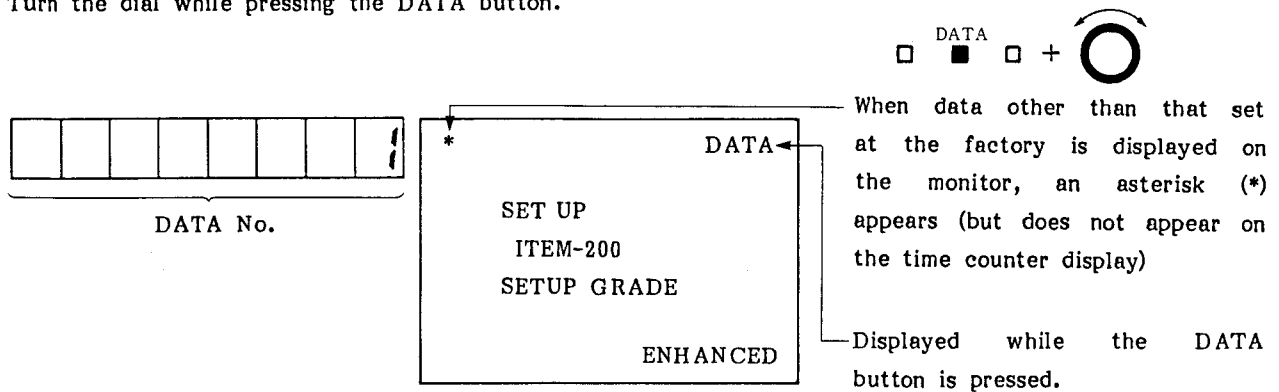 Turn the dial while pressing the DATA button.
DATA
+
When data other than that set
at the factory is displayed on
the monitor, an asterisk (*)
appears (but does not appear on
the time counter display)
1
DATA No.
* DATA
SET UP
ITEM-200
SETUP GRADE
ENHANCED
Displayed while the DATA
button is pressed.